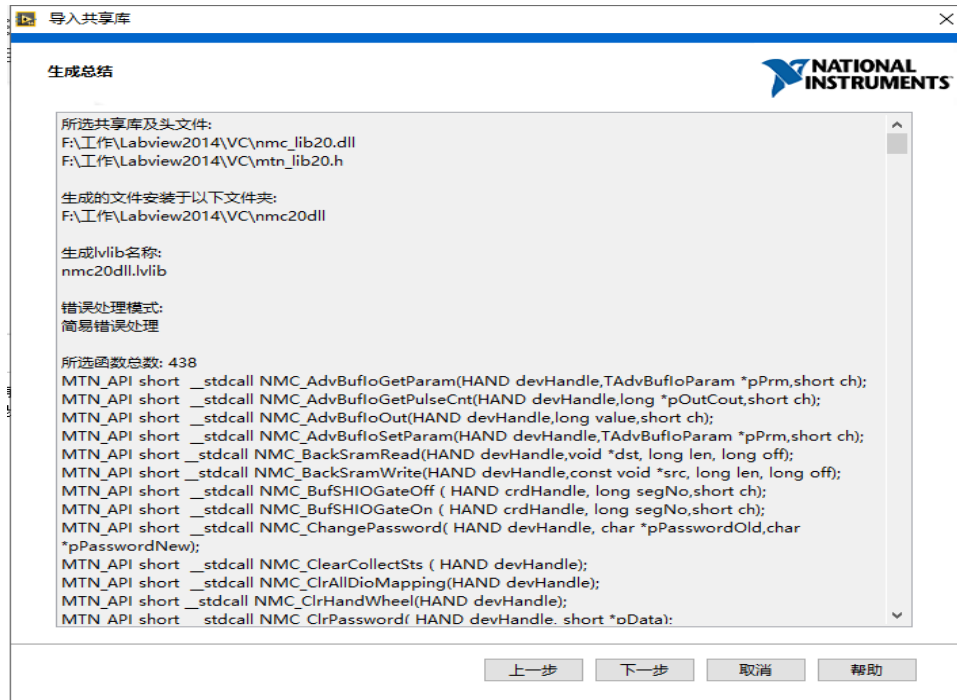 导入共享库
生成总结
NATIONAL
INSTRUMENTS
所选共享库及头文件:
F:\工作\Labview2014\VC\nmc_lib20.dll
F:\工作\Labview2014\VC\mtn_lib20.h
生成的文件安装于以下文件夹:
F:\工作\Labview2014\VC\nmc20dll
生成lvlib名称:
nmc20dll.lvlib
错误处理模式:
简易错误处理
所选函数总数: 438
MTN_API short __stdcall NMC_AdvBufIoGetParam(HAND devHandle,TAdvBufIoParam *pPrm,short ch);
MTN_API short __stdcall NMC_AdvBufIoGetPulseCnt(HAND devHandle,long *pOutCout,short ch);
MTN_API short __stdcall NMC_AdvBufIoOut(HAND devHandle,long value,short ch);
MTN_API short __stdcall NMC_AdvBufIoSetParam(HAND devHandle,TAdvBufIoParam *pPrm,short ch);
MTN_API short __stdcall NMC_BackSramRead(HAND devHandle,void *dst, long len, long off);
MTN_API short __stdcall NMC_BackSramWrite(HAND devHandle,const void *src, long len, long off);
MTN_API short __stdcall NMC_BufSHIOGateOff ( HAND crdHandle, long segNo,short ch);
MTN_API short __stdcall NMC_BufSHIOGateOn ( HAND crdHandle, long segNo,short ch);
MTN_API short __stdcall NMC_ChangePassword( HAND devHandle, char *pPasswordOld,char
*pPasswordNew);
MTN_API short __stdcall NMC_ClearCollectSts ( HAND devHandle);
MTN_API short __stdcall NMC_ClrAllDioMapping(HAND devHandle);
MTN_API short __stdcall NMC_ClrHandWheel(HAND devHandle);
MTN_API short __stdcall NMC_ClrPassword( HAND devHandle, short *pData);
上一步 下一步 取消 帮助